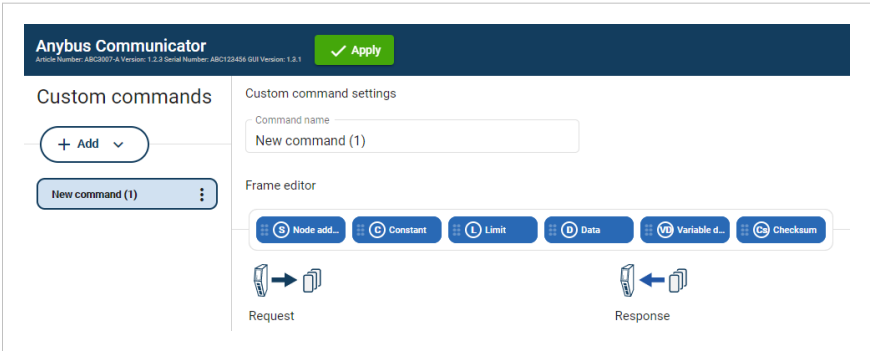 Anybus Communicator
Article Number: ABC3007-A Version: 1.2.3 Serial Number: ABC123456 GUI Version: 1.3.1
Apply
Custom commands
Custom command settings
Command name
New command (1)
Add
New command (1)
Frame editor
S Node add... C Constant L Limit D Data VD Variable d... Cs Checksum
Request Response